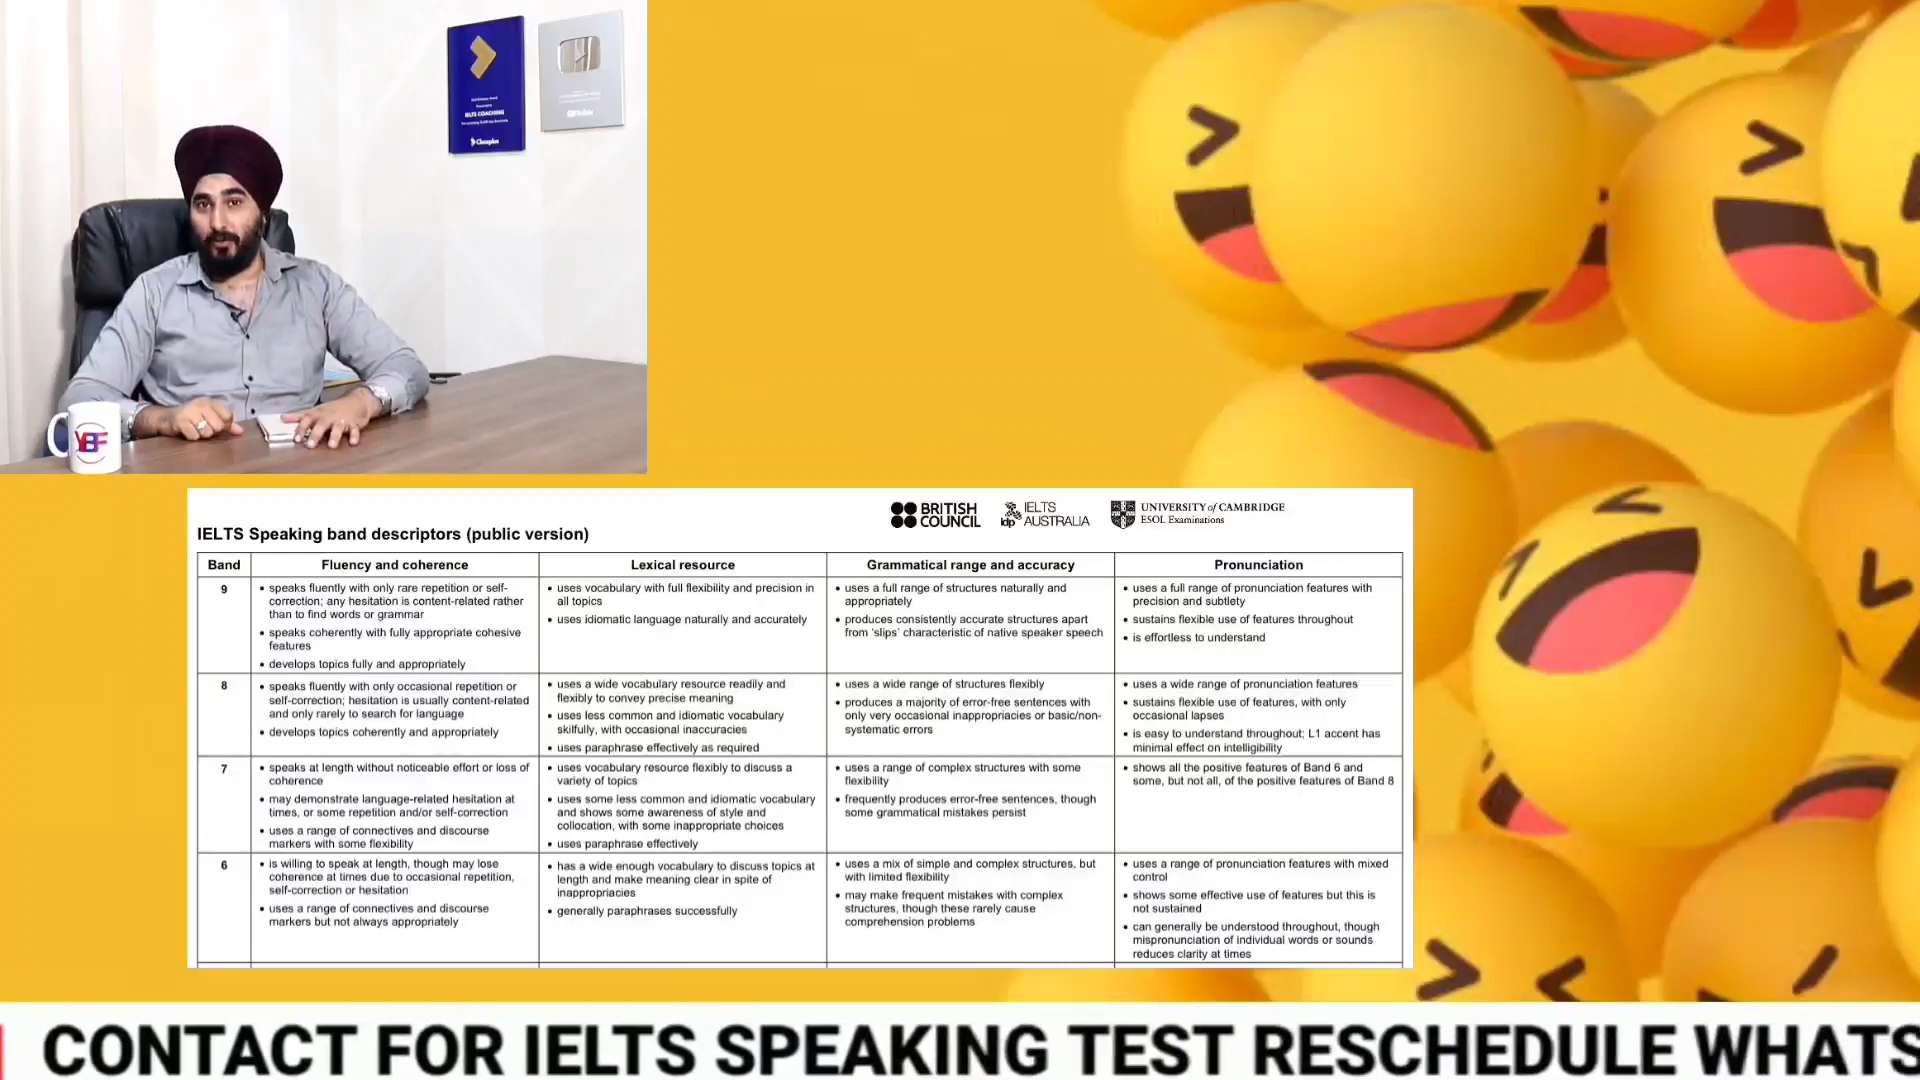 IELTS COACHING
YouTube
YBF
BRITISH
COUNCIL
idp
IELTS
AUSTRALIA
UNIVERSITY of CAMBRIDGE
ESOL Examinations
IELTS Speaking band descriptors (public version)
Band
Fluency and coherence
Lexical resource
Grammatical range and accuracy
Pronunciation
9
• speaks fluently with only rare repetition or self-
correction; any hesitation is content-related rather
than to find words or grammar
• speaks coherently with fully appropriate cohesive
features
• develops topics fully and appropriately
• uses vocabulary with full flexibility and precision in
all topics
• uses idiomatic language naturally and accurately
• uses a full range of structures naturally and
appropriately
• produces consistently accurate structures apart
from ‘slips’ characteristic of native speaker speech
• uses a full range of pronunciation features with
precision and subtlety
• sustains flexible use of features throughout
• is effortless to understand
8
• speaks fluently with only occasional repetition or
self-correction; hesitation is usually content-related
and only rarely to search for language
• develops topics coherently and appropriately
• uses a wide vocabulary resource readily and
flexibly to convey precise meaning
• uses less common and idiomatic vocabulary
skilfully, with occasional inaccuracies
• uses paraphrase effectively as required
• uses a wide range of structures flexibly
• produces a majority of error-free sentences with
only very occasional inappropriacies or basic/non-
systematic errors
• uses a wide range of pronunciation features
• sustains flexible use of features, with only
occasional lapses
• is easy to understand throughout; L1 accent has
minimal effect on intelligibility
7
• speaks at length without noticeable effort or loss of
coherence
• may demonstrate language-related hesitation at
times, or some repetition and/or self-correction
• uses a range of connectives and discourse
markers with some flexibility
• uses vocabulary resource flexibly to discuss a
variety of topics
• uses some less common and idiomatic vocabulary
and shows some awareness of style and
collocation, with some inappropriate choices
• uses paraphrase effectively
• uses a range of complex structures with some
flexibility
• frequently produces error-free sentences, though
some grammatical mistakes persist
• shows all the positive features of Band 6 and
some, but not all, of the positive features of Band 8
6
• is willing to speak at length, though may lose
coherence at times due to occasional repetition,
self-correction or hesitation
• uses a range of connectives and discourse
markers but not always appropriately
• has a wide enough vocabulary to discuss topics at
length and make meaning clear in spite of
inappropriacies
• generally paraphrases successfully
• uses a mix of simple and complex structures, but
with limited flexibility
• may make frequent mistakes with complex
structures, though these rarely cause
comprehension problems
• uses a range of pronunciation features with mixed
control
• shows some effective use of features but this is
not sustained
• can generally be understood throughout, though
mispronunciation of individual words or sounds
reduces clarity at times
CONTACT FOR IELTS SPEAKING TEST RESCHEDULE WHATS